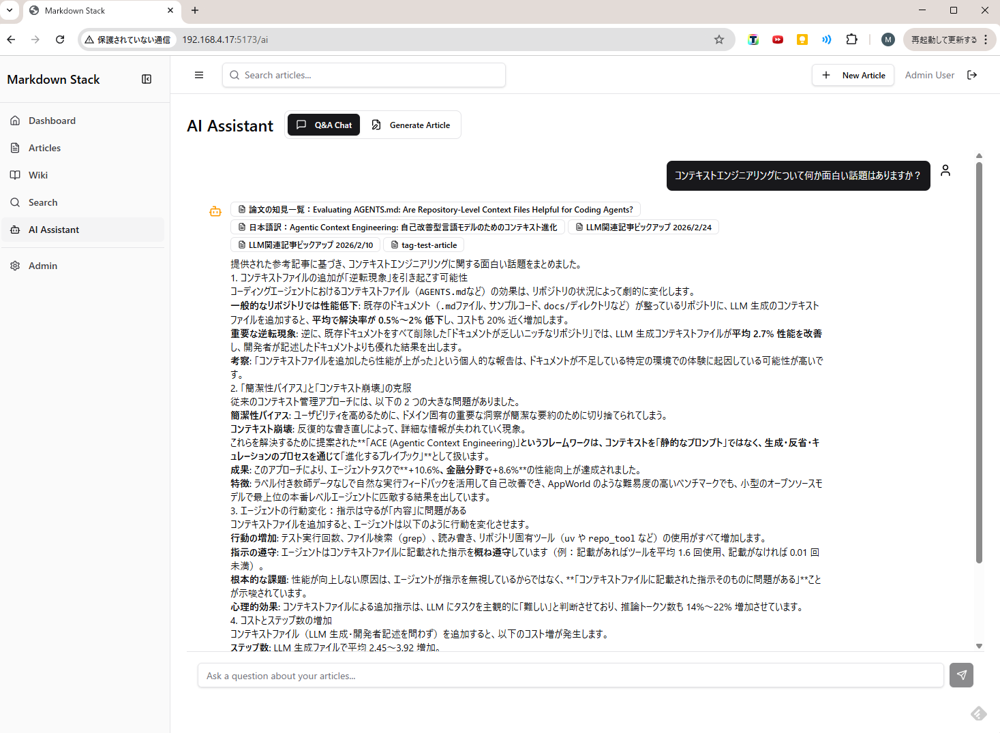 Markdown Stack
保護されていない通信
192.168.4.17:5173/ai
M
再起動して更新する
Markdown Stack
Search articles...
New Article
Admin User
Dashboard
Articles
Wiki
Search
AI Assistant
Admin
AI Assistant
Q&A Chat
Generate Article
コンテキストエンジニアリングについて何か面白い話題はありますか？
論文の知見一覧：Evaluating AGENTS.md: Are Repository-Level Context Files Helpful for Coding Agents?
日本語訳：Agentic Context Engineering: 自己改善型言語モデルのためのコンテキスト進化
LLM関連記事ピックアップ 2026/2/24
LLM関連記事ピックアップ 2026/2/10
tag-test-article
提供された参考記事に基づき、コンテキストエンジニアリングに関する面白い話題をまとめました。
1. コンテキストファイルの追加が「逆転現象」を引き起こす可能性
コーディングエージェントにおけるコンテキストファイル（AGENTS.mdなど）の効果は、リポジトリの状況によって劇的に変化します。
一般的なリポジトリでは性能低下: 既存のドキュメント（.mdファイル、サンプルコード、docs/ディレクトリなど）が整っているリポジトリに、LLM 生成のコンテキスト
ファイルを追加すると、平均で解決率が 0.5%～2% 低下し、コストも 20% 近く増加します。
重要な逆転現象: 逆に、既存ドキュメントをすべて削除した「ドキュメントが乏しいニッチなリポジトリ」では、LLM 生成コンテキストファイルが平均 2.7% 性能を改善
し、開発者が記述したドキュメントよりも優れた結果を出します。
考察: 「コンテキストファイルを追加したら性能が上がった」という個人的な報告は、ドキュメントが不足している特定の環境での体験に起因している可能性が高いで
す。
2. 「簡潔性バイアス」と「コンテキスト崩壊」の克服
従来のコンテキスト管理アプローチには、以下の 2 つの大きな問題がありました。
簡潔性バイアス: ユーザビリティを高めるために、ドメイン固有の重要な洞察が簡潔な要約のために切り捨てられてしまう。
コンテキスト崩壊: 反復的な書き直しによって、詳細な情報が失われていく現象。
これらを解決するために提案された**「ACE (Agentic Context Engineering)」というフレームワークは、コンテキストを「静的なプロンプト」ではなく、生成・反省・キ
ュレーションのプロセスを通じて「進化するプレイブック」**として扱います。
成果: このアプローチにより、エージェントタスクで**+10.6%、金融分野で+8.6%**の性能向上が達成されました。
特徴: ラベル付き教師データなしで自然な実行フィードバックを活用して自己改善でき、AppWorld のような難易度の高いベンチマークでも、小型のオープンソースモ
デルで最上位の本番レベルエージェントに匹敵する結果を出しています。
3. エージェントの行動変化：指示は守るが「内容」に問題がある
コンテキストファイルを追加すると、エージェントは以下のように行動を変化させます。
行動の増加: テスト実行回数、ファイル検索（grep）、読み書き、リポジトリ固有ツール（uv や repo_tool など）の使用がすべて増加します。
指示の遵守: エージェントはコンテキストファイルに記載された指示を概ね遵守しています（例：記載があればツールを平均 1.6 回使用、記載がなければ 0.01 回
未満）。
根本的な課題: 性能が向上しない原因は、エージェントが指示を無視しているからではなく、**「コンテキストファイルに記載された指示そのものに問題がある」**こと
が示唆されています。
心理的効果: コンテキストファイルによる追加指示は、LLM にタスクを主観的に「難しい」と判断させており、推論トークン数も 14%～22% 増加させています。
4. コストとステップ数の増加
コンテキストファイル（LLM 生成・開発者記述を問わず）を追加すると、以下のコスト増が発生します。
ステップ数: LLM 生成ファイルで平均 2.45～3.92 増加。
Ask a question about your articles...